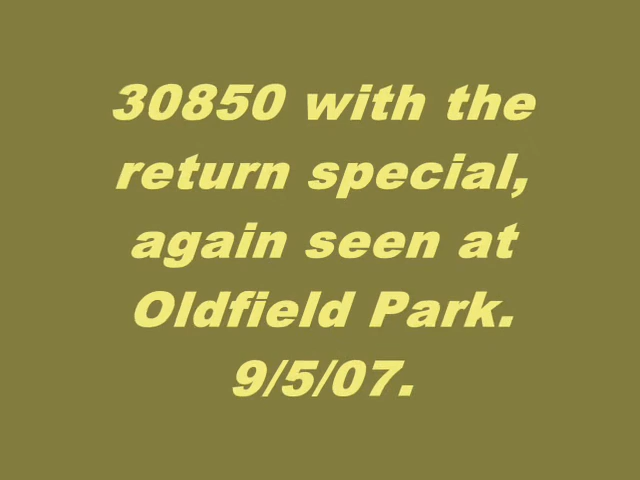 30850 with the
return special,
again seen at
Oldfield Park.
9/5/07.